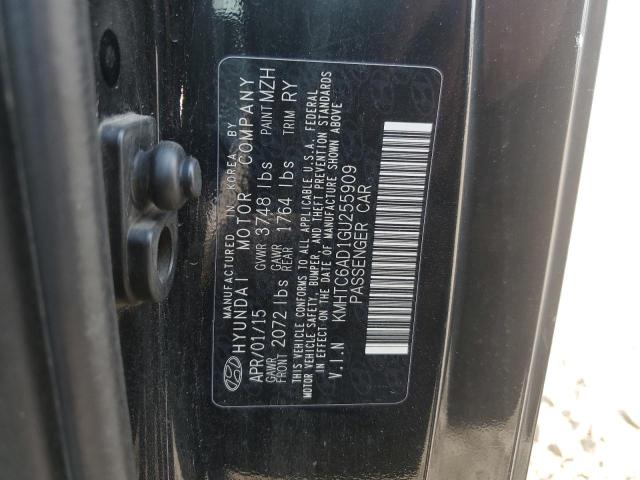 MANUFACTURED IN KOREA BY
HYUNDAI MOTOR COMPANY
APR/01/15 GVWR 3748 lbs PAINT MZH
GAWR FRONT 2072 lbs GAWR REAR 1764 lbs TRIM RY
THIS VEHICLE CONFORMS TO ALL APPLICABLE U.S.A. FEDERAL
MOTOR VEHICLE SAFETY, BUMPER, AND THEFT PREVENTION STANDARDS
IN EFFECT ON THE DATE OF MANUFACTURE SHOWN ABOVE
V.I.N KMHTC6AD1GU255909
PASSENGER CAR